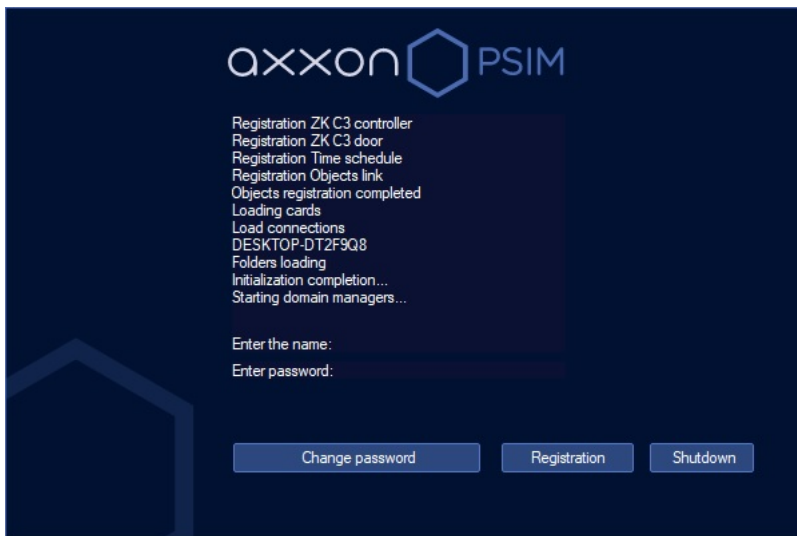 axxon PSIM
Registration ZK C3 controller
Registration ZK C3 door
Registration Time schedule
Registration Objects link
Objects registration completed
Loading cards
Load connections
DESKTOP-DT2F9Q8
Folders loading
Initialization completion...
Starting domain managers...
Enter the name:
Enter password:
Change password Registration Shutdown